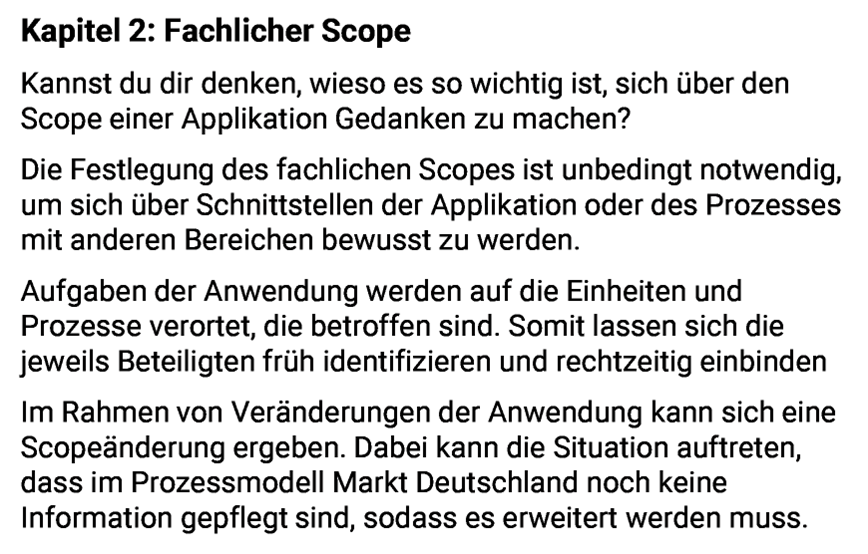 Kapitel 2: Fachlicher Scope
Kannst du dir denken, wieso es so wichtig ist, sich über den
Scope einer Applikation Gedanken zu machen?
Die Festlegung des fachlichen Scopes ist unbedingt notwendig,
um sich über Schnittstellen der Applikation oder des Prozesses
mit anderen Bereichen bewusst zu werden.
Aufgaben der Anwendung werden auf die Einheiten und
Prozesse verortet, die betroffen sind. Somit lassen sich die
jeweils Beteiligten früh identifizieren und rechtzeitig einbinden
Im Rahmen von Veränderungen der Anwendung kann sich eine
Scopeänderung ergeben. Dabei kann die Situation auftreten,
dass im Prozessmodell Markt Deutschland noch keine
Information gepflegt sind, sodass es erweitert werden muss.